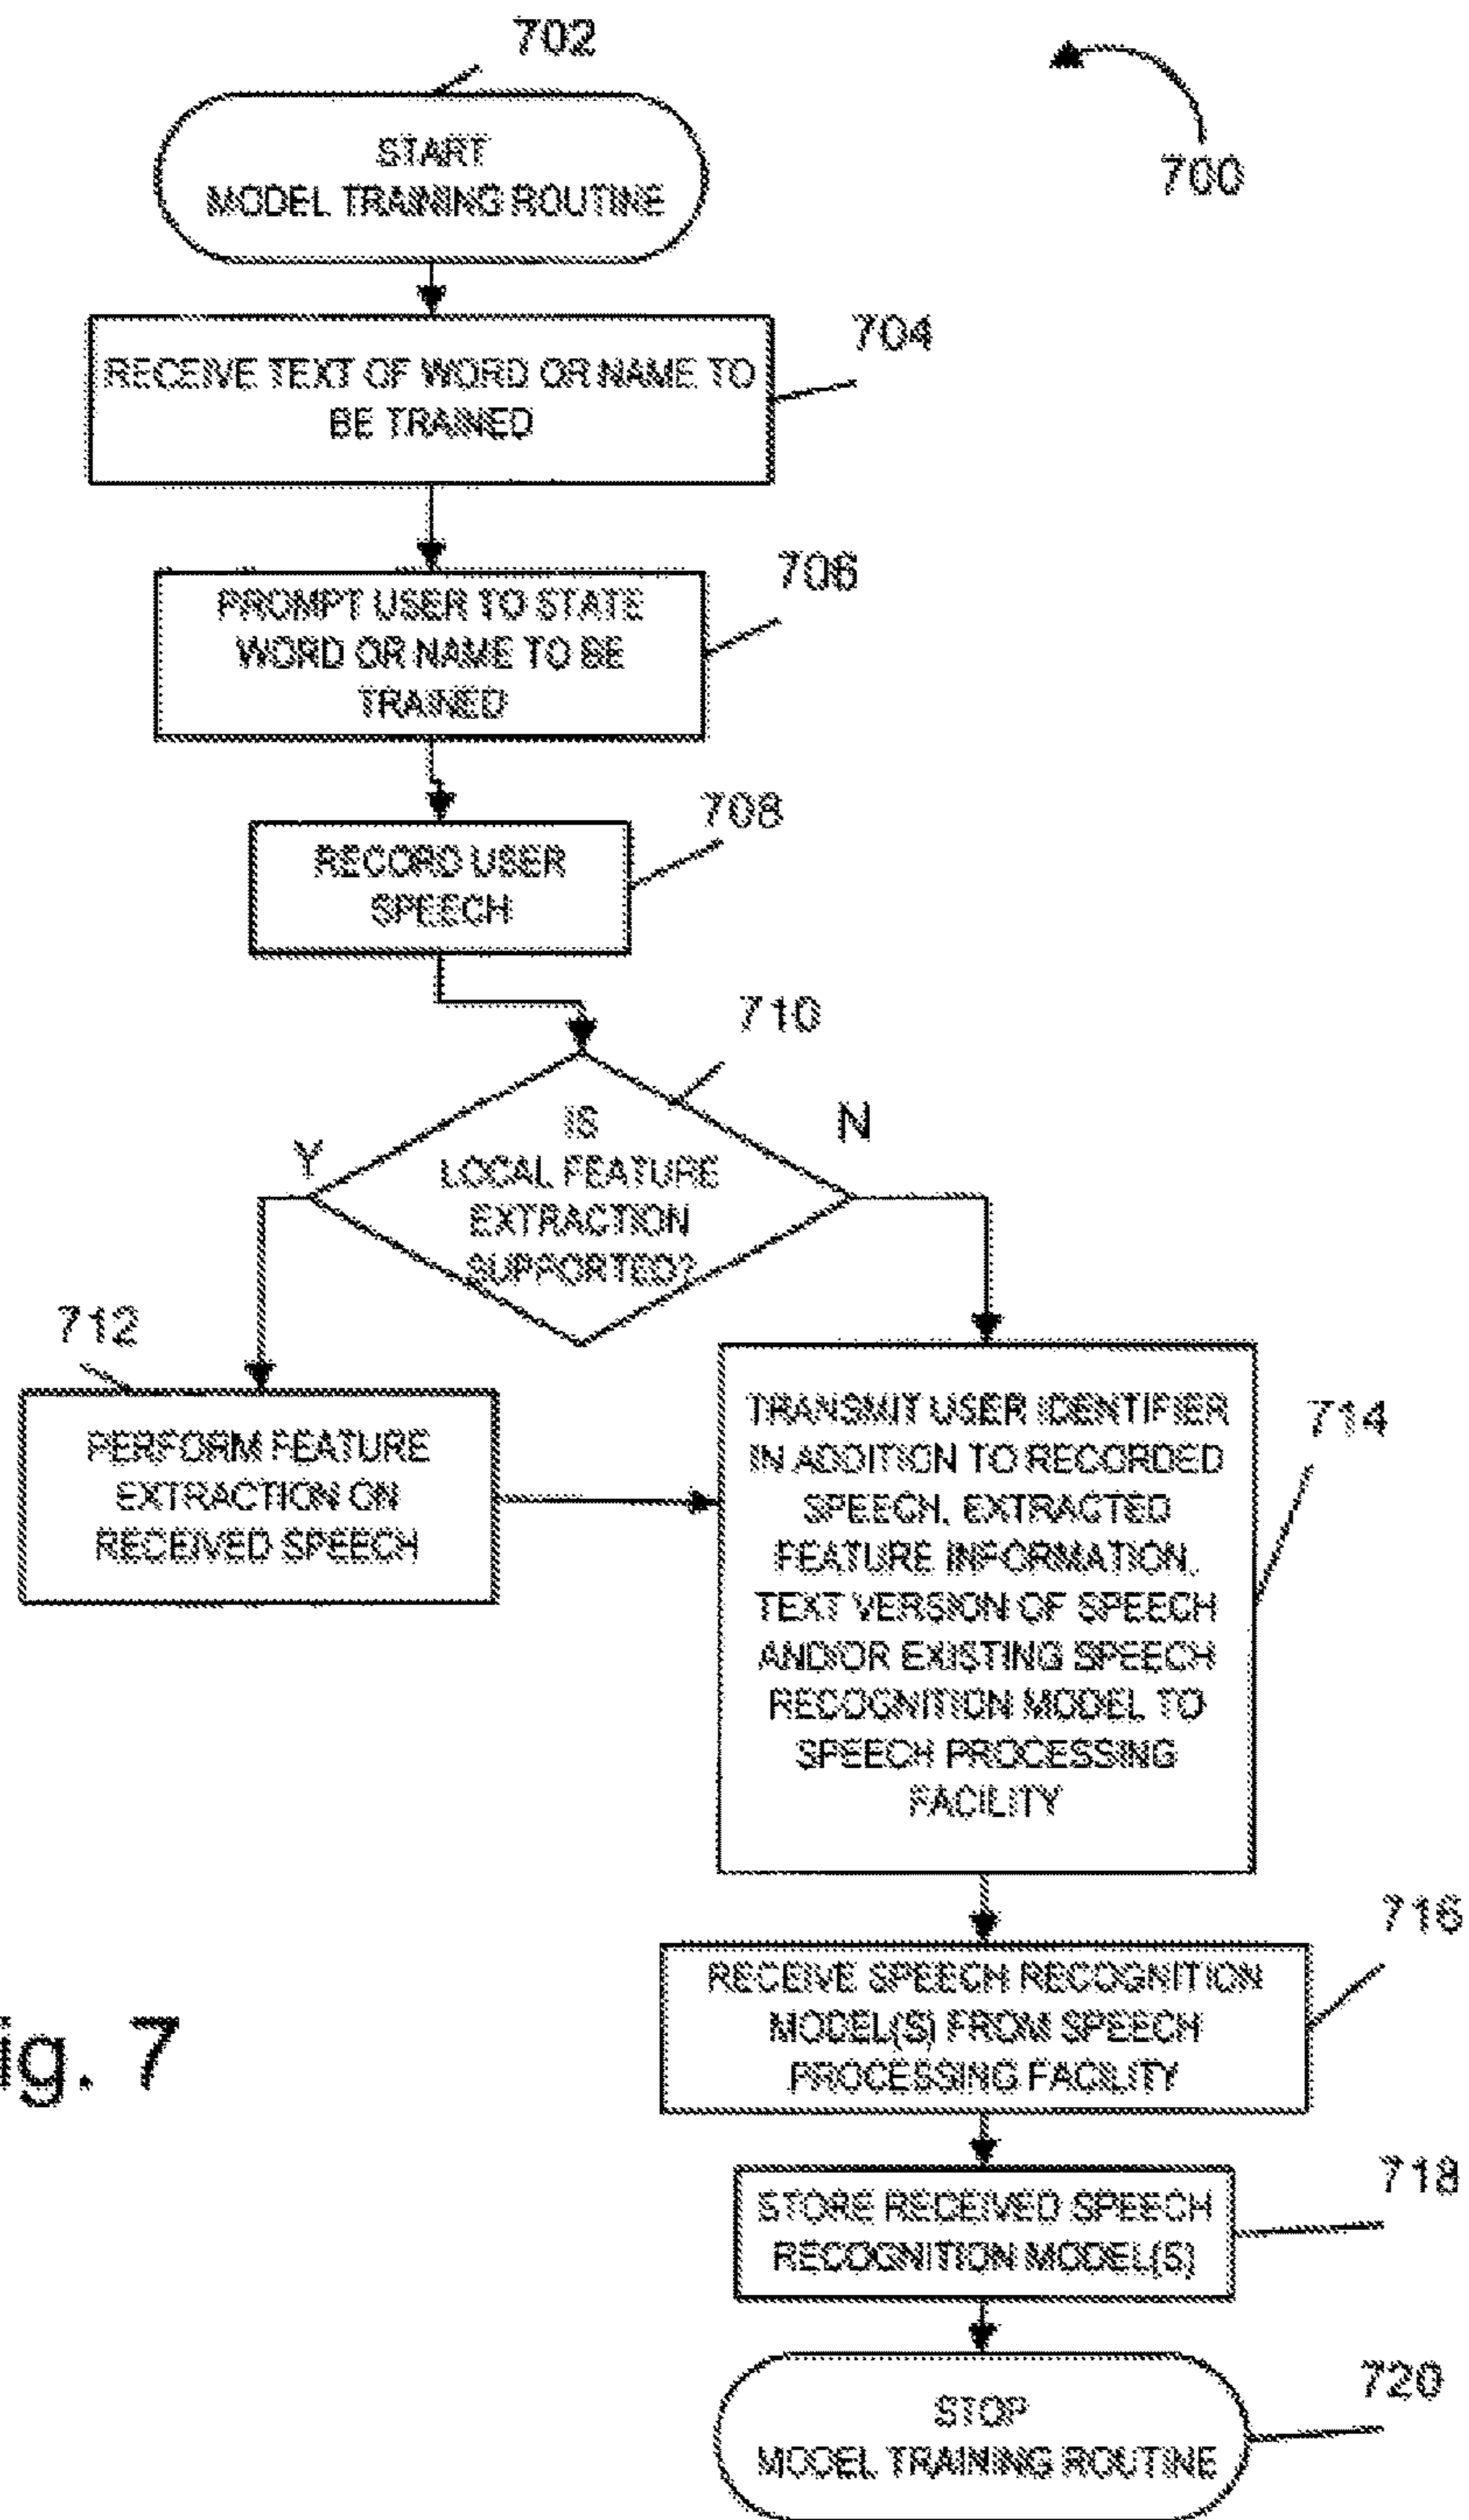 702
700
START
MODEL TRAINING ROUTINE
704
RECEIVE TEXT OF WORD OR NAME TO
BE TRAINED
706
PROMPT USER TO STATE
WORD OR NAME TO BE
TRAINED
708
RECORD USER
SPEECH
710
IS
LOCAL FEATURE
EXTRACTION
SUPPORTED?
Y
N
712
PERFORM FEATURE
EXTRACTION ON
RECEIVED SPEECH
714
TRANSMIT USER IDENTIFIER
IN ADDITION TO RECORDED
SPEECH, EXTRACTED
FEATURE INFORMATION,
TEXT VERSION OF SPEECH
AND/OR EXISTING SPEECH
RECOGNITION MODEL TO
SPEECH PROCESSING
FACILITY
716
RECEIVE SPEECH RECOGNITION
MODEL(S) FROM SPEECH
PROCESSING FACILITY
ig. 7
718
STORE RECEIVED SPEECH
RECOGNITION MODEL(S)
720
STOP
MODEL TRAINING ROUTINE